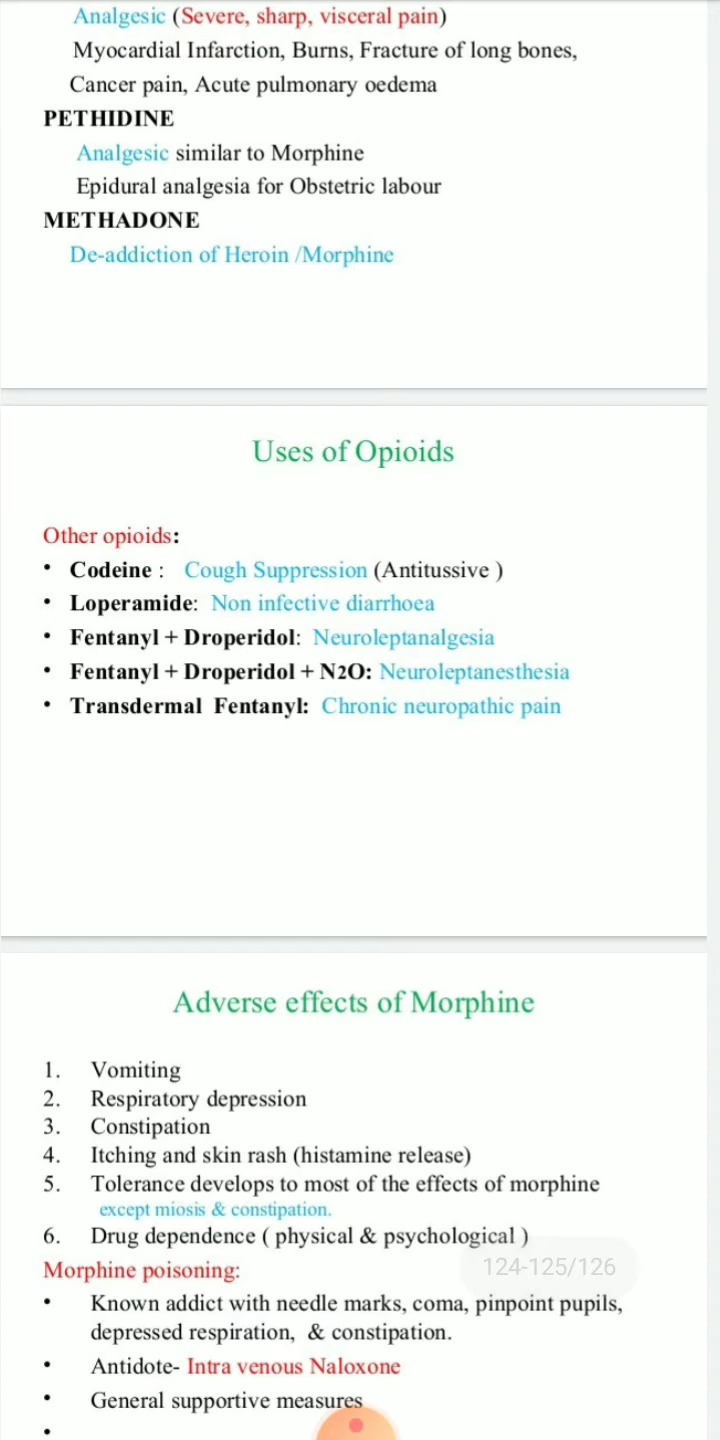 Analgesic (Severe, sharp, visceral pain)
Myocardial Infarction, Burns, Fracture of long bones,
Cancer pain, Acute pulmonary oedema
PETHIDINE
Analgesic similar to Morphine
Epidural analgesia for Obstetric labour
METHADONE
De-addiction of Heroin /Morphine
Uses of Opioids
Other opioids:
• Codeine : Cough Suppression (Antitussive )
• Loperamide: Non infective diarrhoea
• Fentanyl + Droperidol: Neuroleptanalgesia
• Fentanyl + Droperidol + N2O: Neuroleptanesthesia
• Transdermal Fentanyl: Chronic neuropathic pain
Adverse effects of Morphine
1. Vomiting
2. Respiratory depression
3. Constipation
4. Itching and skin rash (histamine release)
5. Tolerance develops to most of the effects of morphine
except miosis & constipation.
6. Drug dependence ( physical & psychological )
Morphine poisoning:
124-125/126
• Known addict with needle marks, coma, pinpoint pupils,
depressed respiration, & constipation.
• Antidote- Intra venous Naloxone
• General supportive measures
•